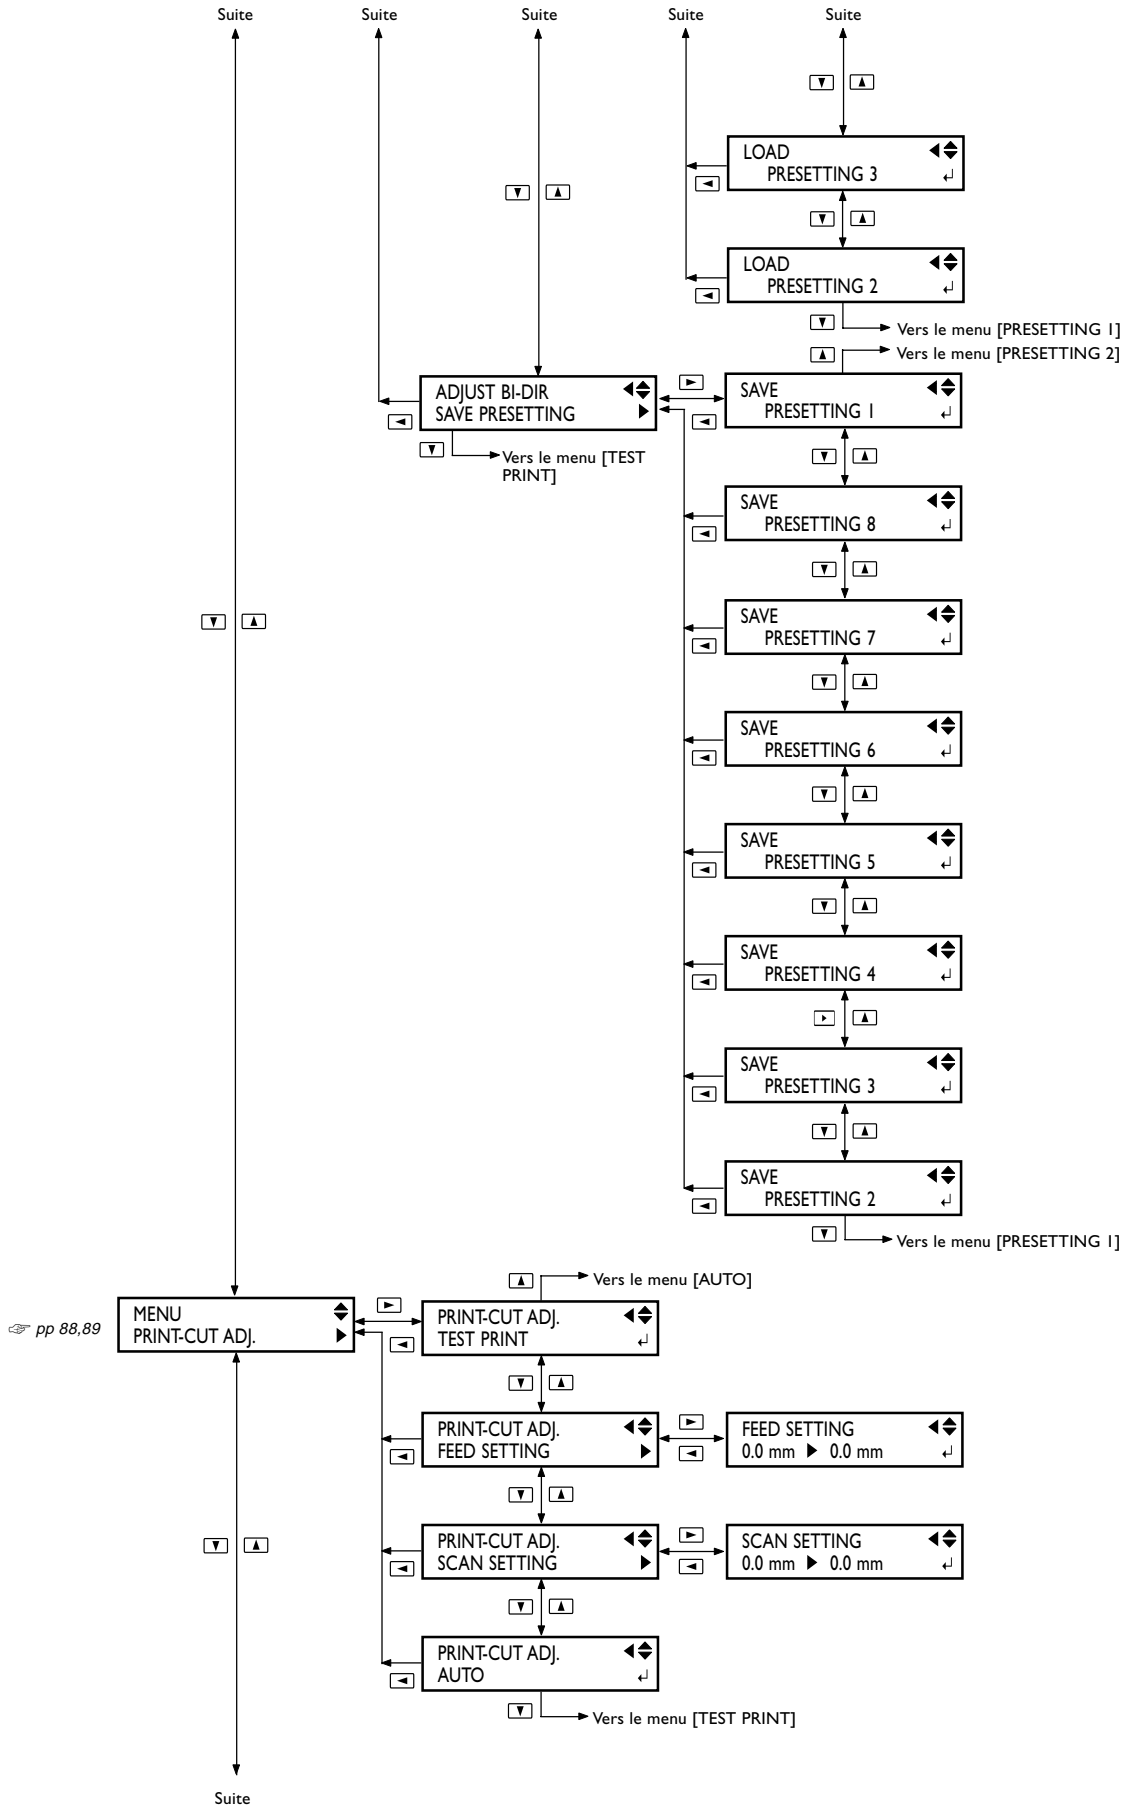 Suite Suite Suite Suite Suite
LOAD
PRESETTING 3
LOAD
PRESETTING 2
Vers le menu [PRESETTING 1]
Vers le menu [PRESETTING 2]
ADJUST BI-DIR
SAVE PRESETTING
Vers le menu [TEST
PRINT]
SAVE
PRESETTING 1
SAVE
PRESETTING 8
SAVE
PRESETTING 7
SAVE
PRESETTING 6
SAVE
PRESETTING 5
SAVE
PRESETTING 4
SAVE
PRESETTING 3
SAVE
PRESETTING 2
Vers le menu [PRESETTING 1]
Vers le menu [AUTO]
pp 88,89
MENU
PRINT-CUT ADJ.
PRINT-CUT ADJ.
TEST PRINT
PRINT-CUT ADJ.
FEED SETTING
FEED SETTING
0.0 mm ▶ 0.0 mm
PRINT-CUT ADJ.
SCAN SETTING
SCAN SETTING
0.0 mm ▶ 0.0 mm
PRINT-CUT ADJ.
AUTO
Vers le menu [TEST PRINT]
Suite